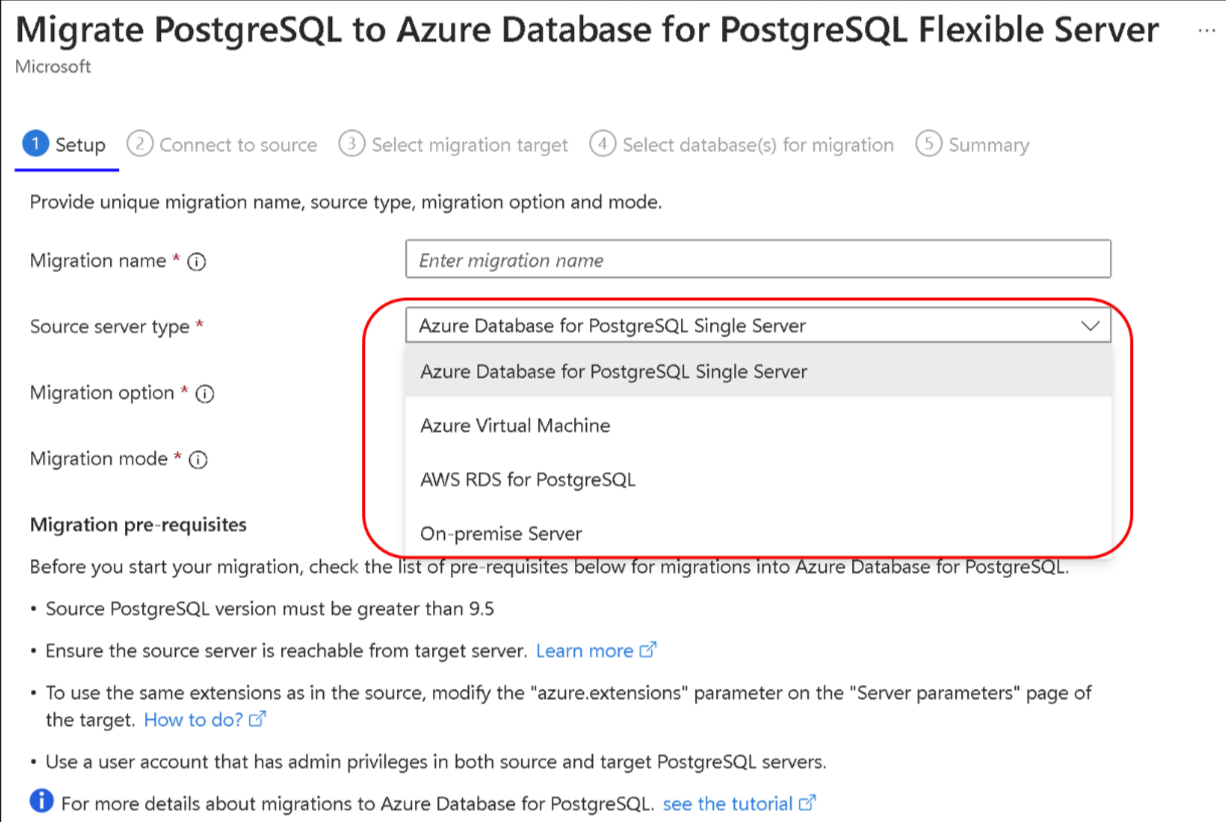 Migrate PostgreSQL to Azure Database for PostgreSQL Flexible Server ...
Microsoft
1 Setup 2 Connect to source 3 Select migration target 4 Select database(s) for migration 5 Summary
Provide unique migration name, source type, migration option and mode.
Migration name * Enter migration name
Source server type * Azure Database for PostgreSQL Single Server
Azure Database for PostgreSQL Single Server
Migration option *
Azure Virtual Machine
Migration mode *
AWS RDS for PostgreSQL
Migration pre-requisites
On-premise Server
Before you start your migration, check the list of pre-requisites below for migrations into Azure Database for PostgreSQL.
• Source PostgreSQL version must be greater than 9.5
• Ensure the source server is reachable from target server. Learn more
• To use the same extensions as in the source, modify the "azure.extensions" parameter on the "Server parameters" page of
the target. How to do?
• Use a user account that has admin privileges in both source and target PostgreSQL servers.
For more details about migrations to Azure Database for PostgreSQL. see the tutorial